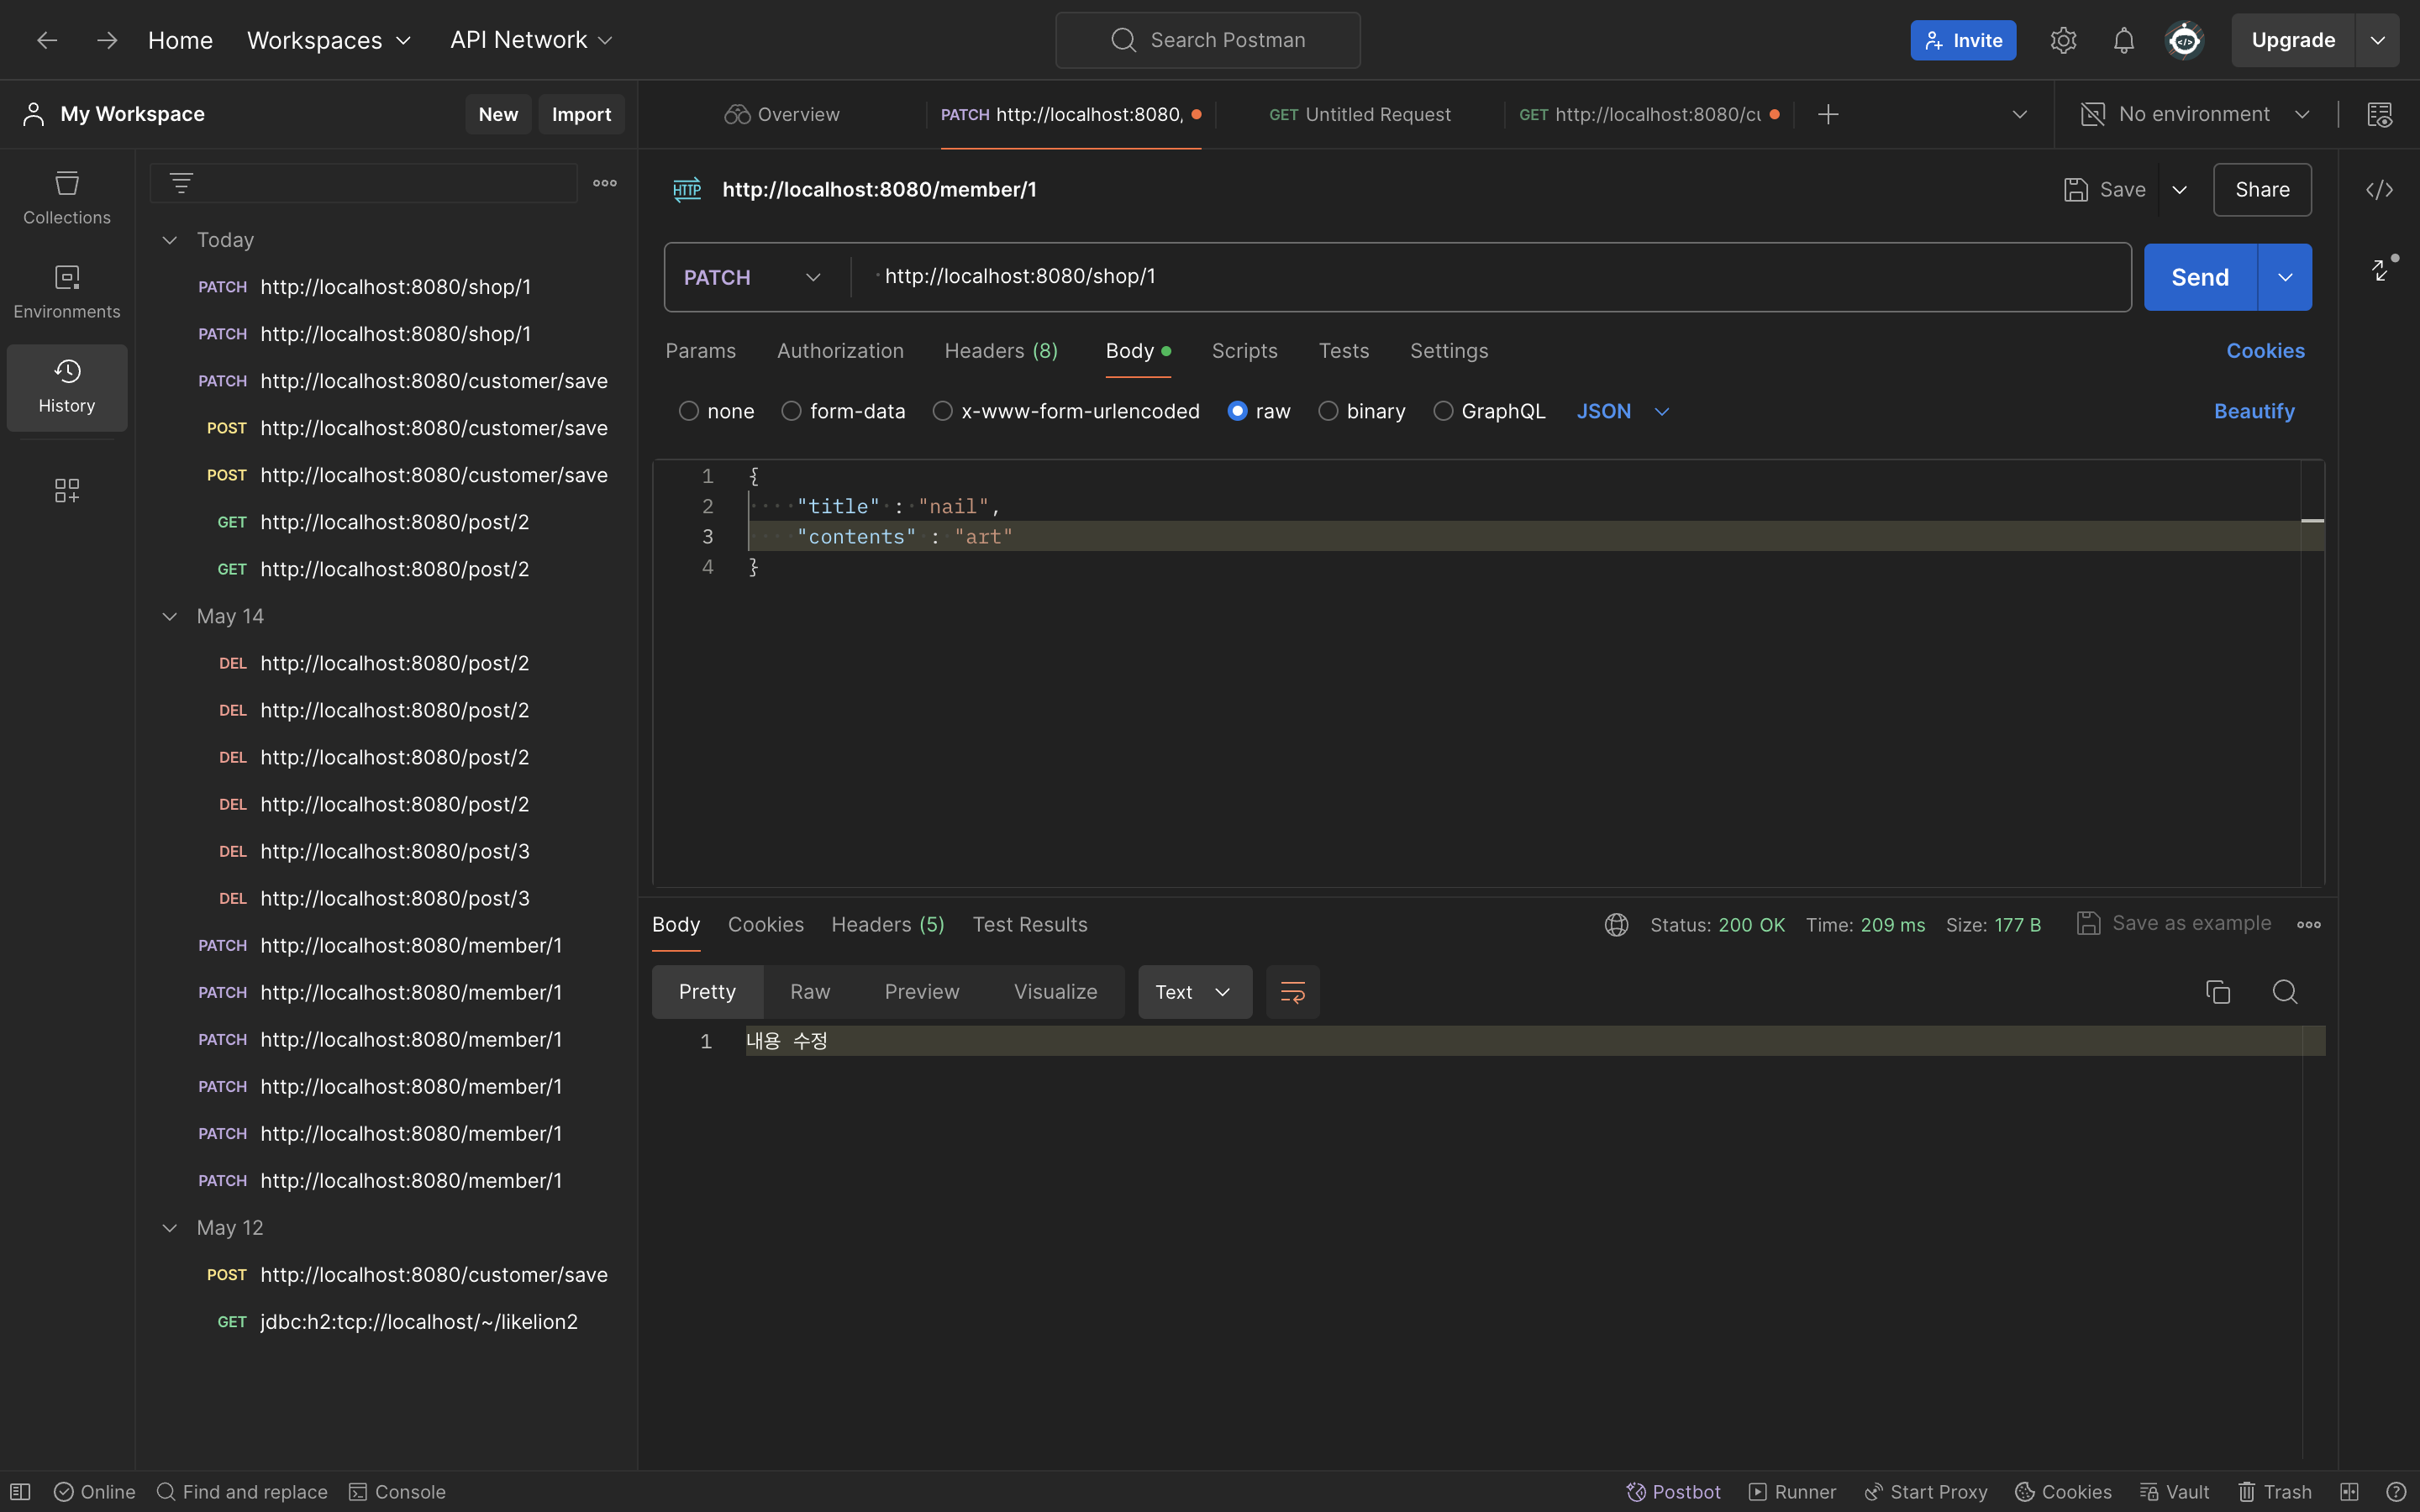 Home Workspaces API Network Search Postman Invite Upgrade
My Workspace New Import
Overview PATCH http://localhost:8080, GET Untitled Request GET http://localhost:8080/cu No environment
Collections
Environments
History
Today
PATCH http://localhost:8080/shop/1
PATCH http://localhost:8080/shop/1
PATCH http://localhost:8080/customer/save
POST http://localhost:8080/customer/save
POST http://localhost:8080/customer/save
GET http://localhost:8080/post/2
GET http://localhost:8080/post/2
May 14
DEL http://localhost:8080/post/2
DEL http://localhost:8080/post/2
DEL http://localhost:8080/post/2
DEL http://localhost:8080/post/2
DEL http://localhost:8080/post/3
DEL http://localhost:8080/post/3
PATCH http://localhost:8080/member/1
PATCH http://localhost:8080/member/1
PATCH http://localhost:8080/member/1
PATCH http://localhost:8080/member/1
PATCH http://localhost:8080/member/1
PATCH http://localhost:8080/member/1
May 12
POST http://localhost:8080/customer/save
GET jdbc:h2:tcp://localhost/~/likelion2
HTTP http://localhost:8080/member/1 Save Share
PATCH http://localhost:8080/shop/1 Send
Params Authorization Headers (8) Body Scripts Tests Settings Cookies
none form-data x-www-form-urlencoded raw binary GraphQL JSON Beautify
1 {
2 "title" : "nail",
3 "contents" : "art"
4 }
Body Cookies Headers (5) Test Results Status: 200 OK Time: 209 ms Size: 177 B Save as example
Pretty Raw Preview Visualize Text
1 내용 수정
Online Find and replace Console Postbot Runner Start Proxy Cookies Vault Trash